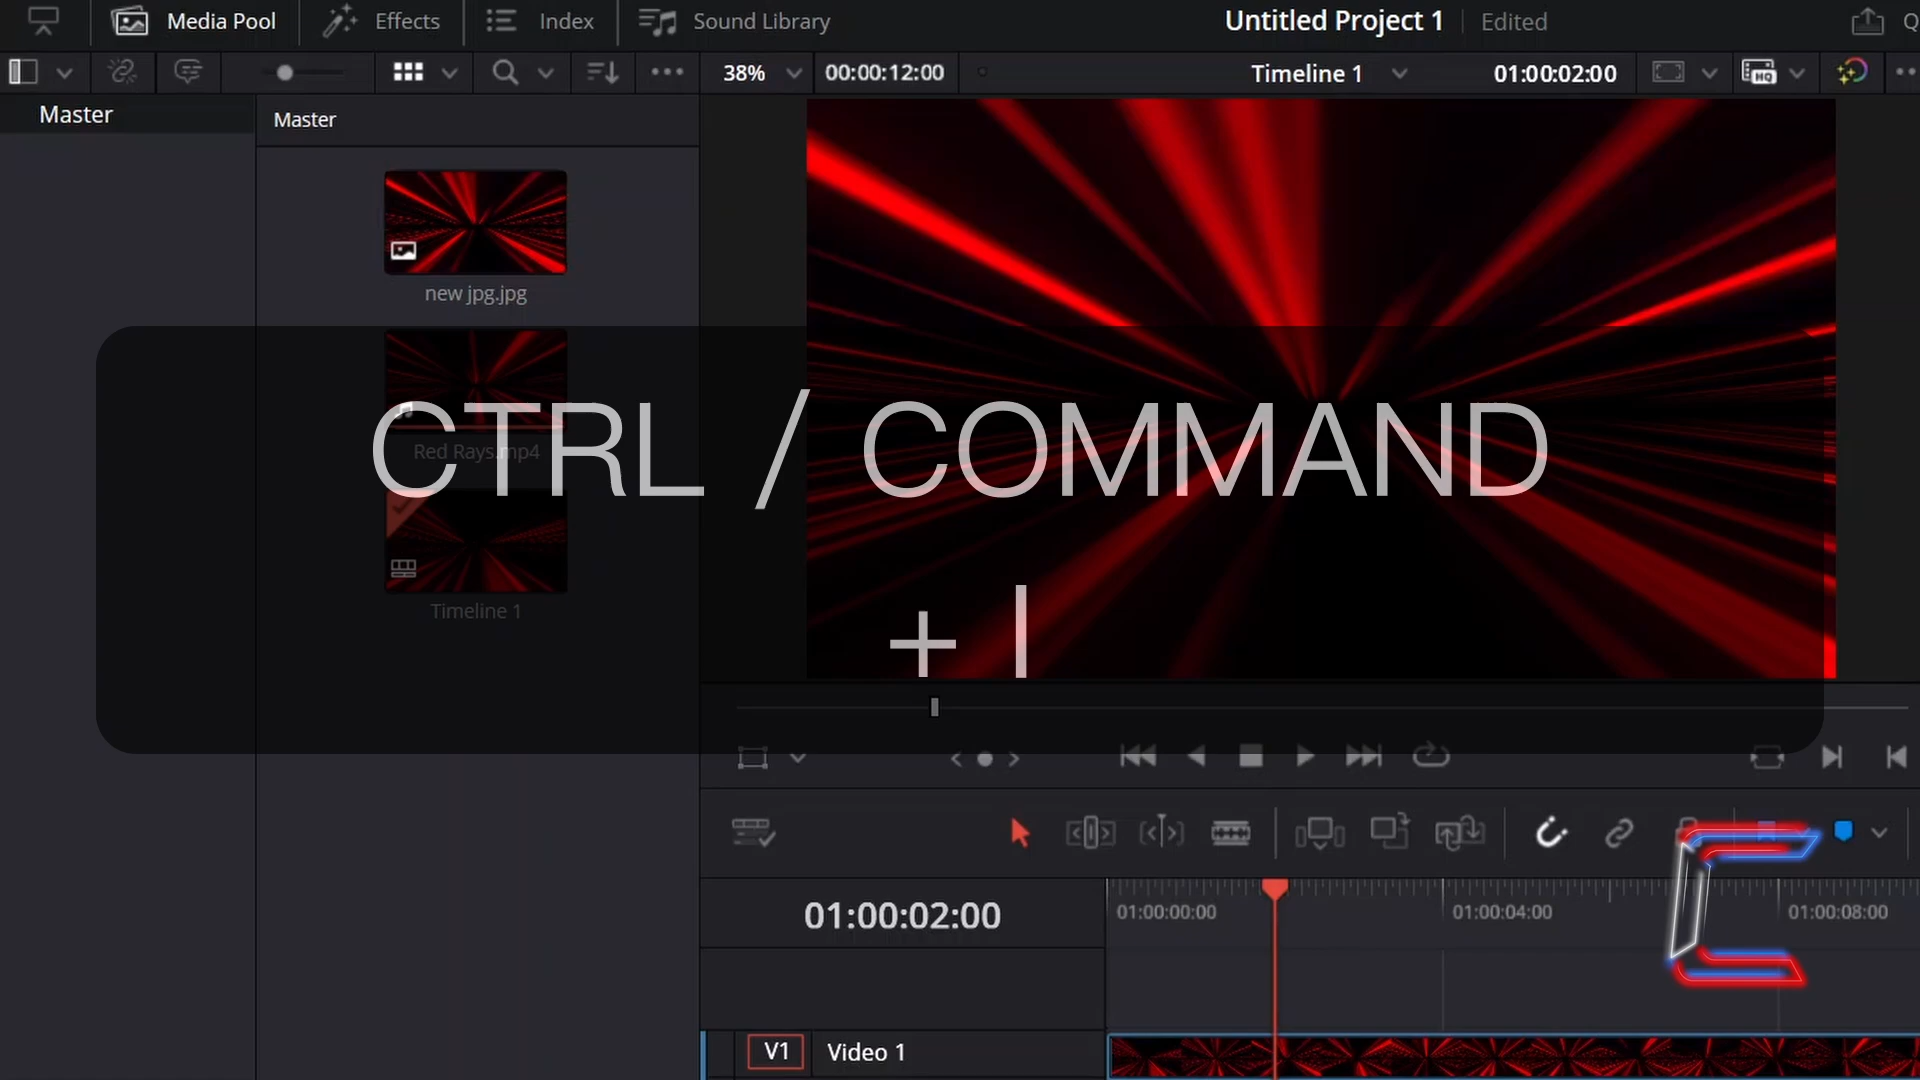 Media Pool
Effects
Index
Sound Library
Untitled Project 1
Edited
Q
38%
00:00:12:00
Timeline 1
01:00:02:00
HQ
Master
Master
new jpg.jpg
Red Rays.mp4
CTRL / COMMAND
+ I
Timeline 1
01:00:02:00
01:00:00:00
01:00:04:00
01:00:08:00
V1
Video 1